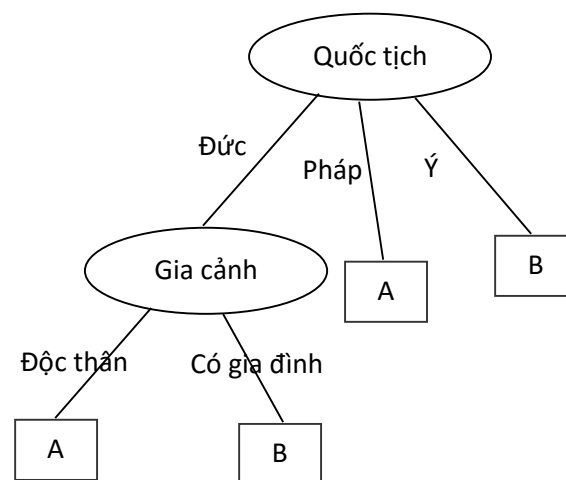 Quốc tịch
Đức
Pháp
Ý
Gia cảnh
A
B
Độc thân
Có gia đình
A
B